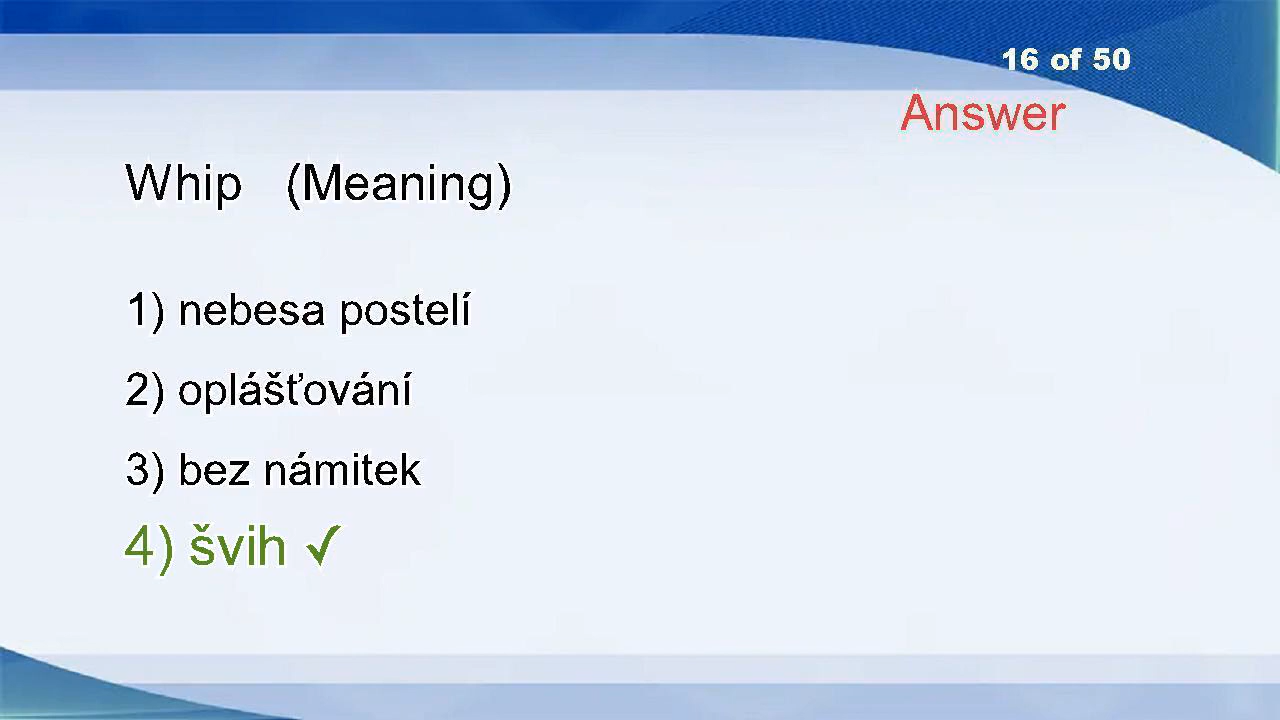 16 of 50
Answer
Whip (Meaning)
1) nebesa postelí
2) oplášťování
3) bez námitek
4) švih ✓